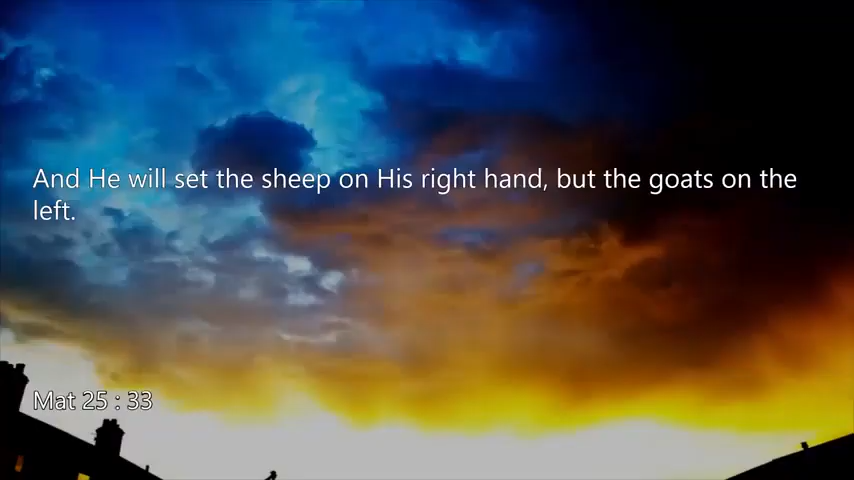 And He will set the sheep on His right hand, but the goats on the
left.
Mat 25 : 33